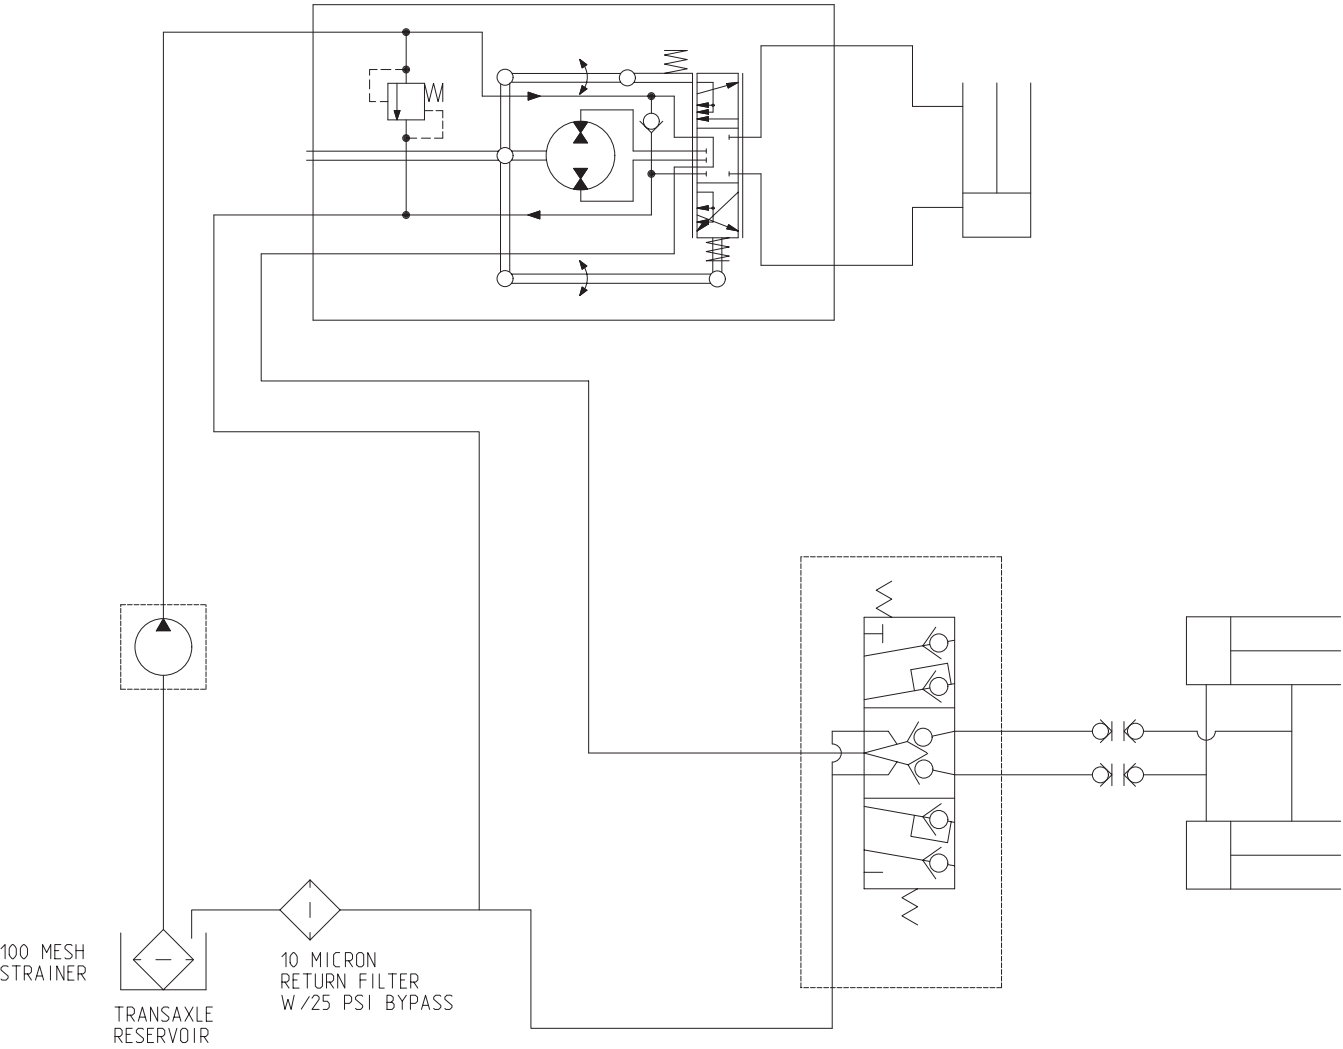 100 MESH
STRAINER
TRANSAXLE
RESERVOIR
10 MICRON
RETURN FILTER
W/25 PSI BYPASS